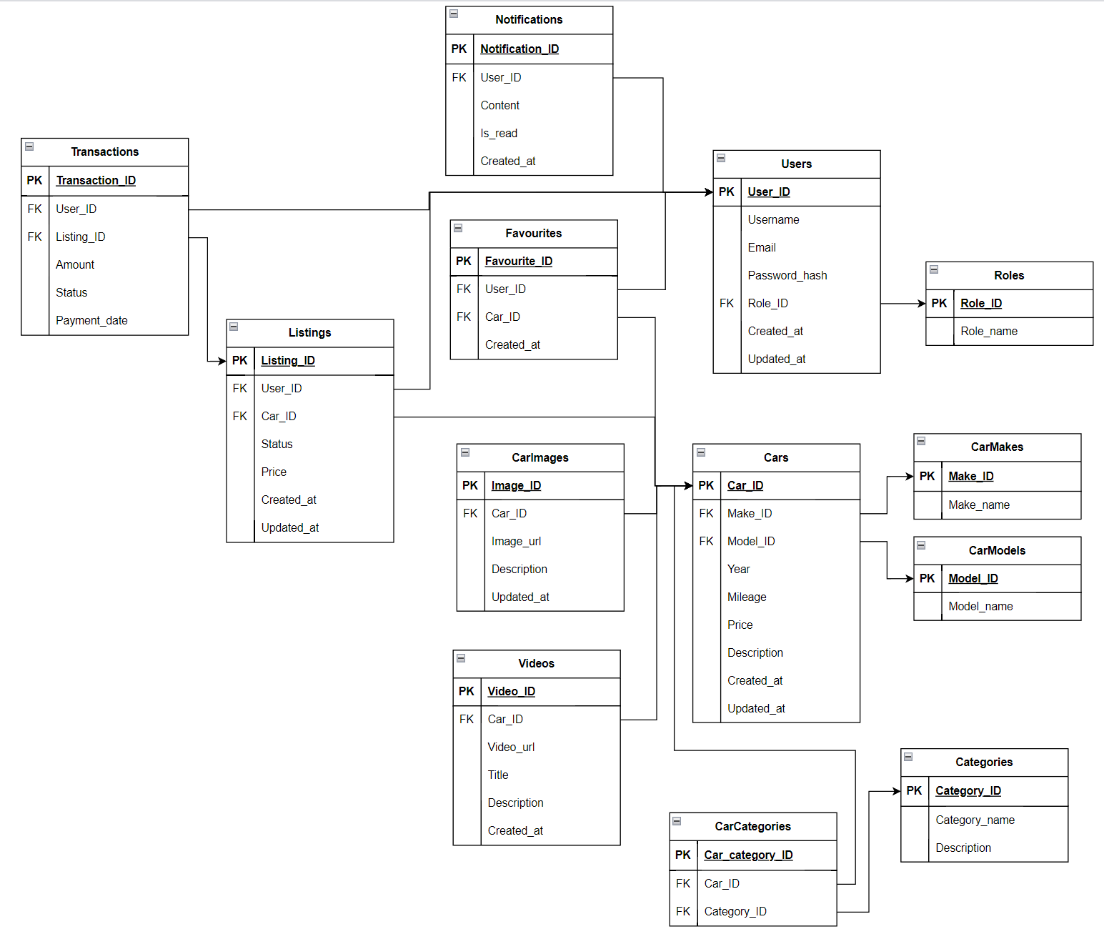 Notifications
PK Notification_ID
FK User_ID
Content
Is_read
Created_at
Transactions
PK Transaction_ID
FK User_ID
FK Listing_ID
Amount
Status
Payment_date
Users
PK User_ID
Username
Email
Password_hash
FK Role_ID
Created_at
Updated_at
Favourites
PK Favourite_ID
FK User_ID
FK Car_ID
Created_at
Roles
PK Role_ID
Role_name
Listings
PK Listing_ID
FK User_ID
FK Car_ID
Status
Price
Created_at
Updated_at
CarImages
PK Image_ID
FK Car_ID
Image_url
Description
Updated_at
Cars
PK Car_ID
FK Make_ID
FK Model_ID
Year
Mileage
Price
Description
Created_at
Updated_at
CarMakes
PK Make_ID
Make_name
CarModels
PK Model_ID
Model_name
Videos
PK Video_ID
FK Car_ID
Video_url
Title
Description
Created_at
Categories
PK Category_ID
Category_name
Description
CarCategories
PK Car_category_ID
FK Car_ID
FK Category_ID